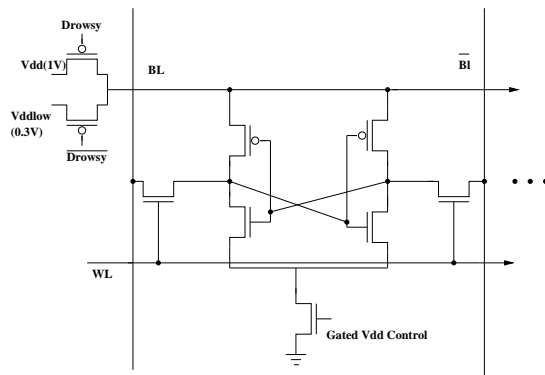 Drowsy
Vdd(1V)
BL
Bl
Vddlow
(0.3V)
Drowsy
WL
Gated Vdd Control